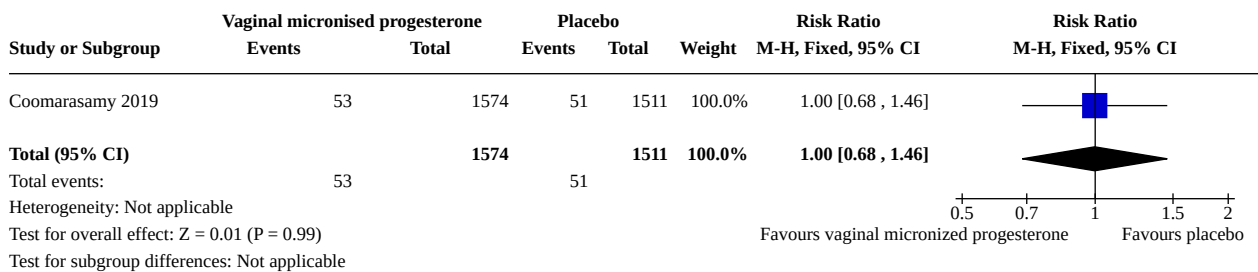 Vaginal micronised progesterone Placebo Risk Ratio Risk Ratio
Study or Subgroup Events Total Events Total Weight M-H, Fixed, 95% CI M-H, Fixed, 95% CI
Coomarasamy 2019 53 1574 51 1511 100.0% 1.00 [0.68 , 1.46]
Total (95% CI) 1574 1511 100.0% 1.00 [0.68 , 1.46]
Total events: 53 51
Heterogeneity: Not applicable 0.5 0.7 1 1.5 2
Test for overall effect: Z = 0.01 (P = 0.99) Favours vaginal micronized progesterone Favours placebo
Test for subgroup differences: Not applicable